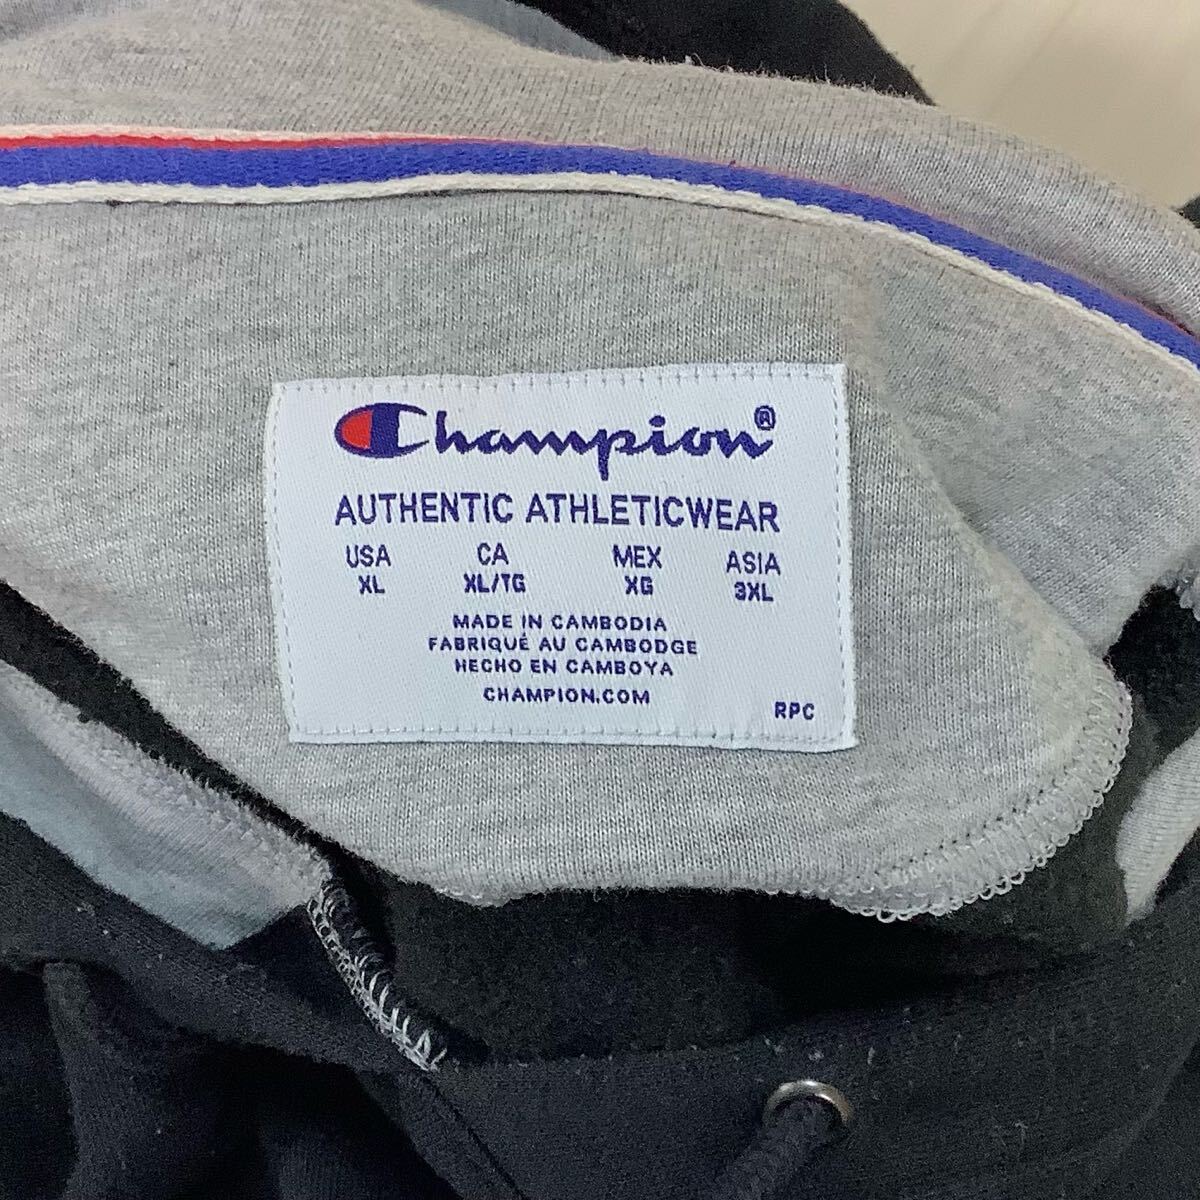 Champion®
AUTHENTIC ATHLETICWEAR
USA CA MEX ASIA
XL XL/TG XG 3XL
MADE IN CAMBODIA
FABRIQUÉ AU CAMBODGE
HECHO EN CAMBOYA
CHAMPION.COM
RPC